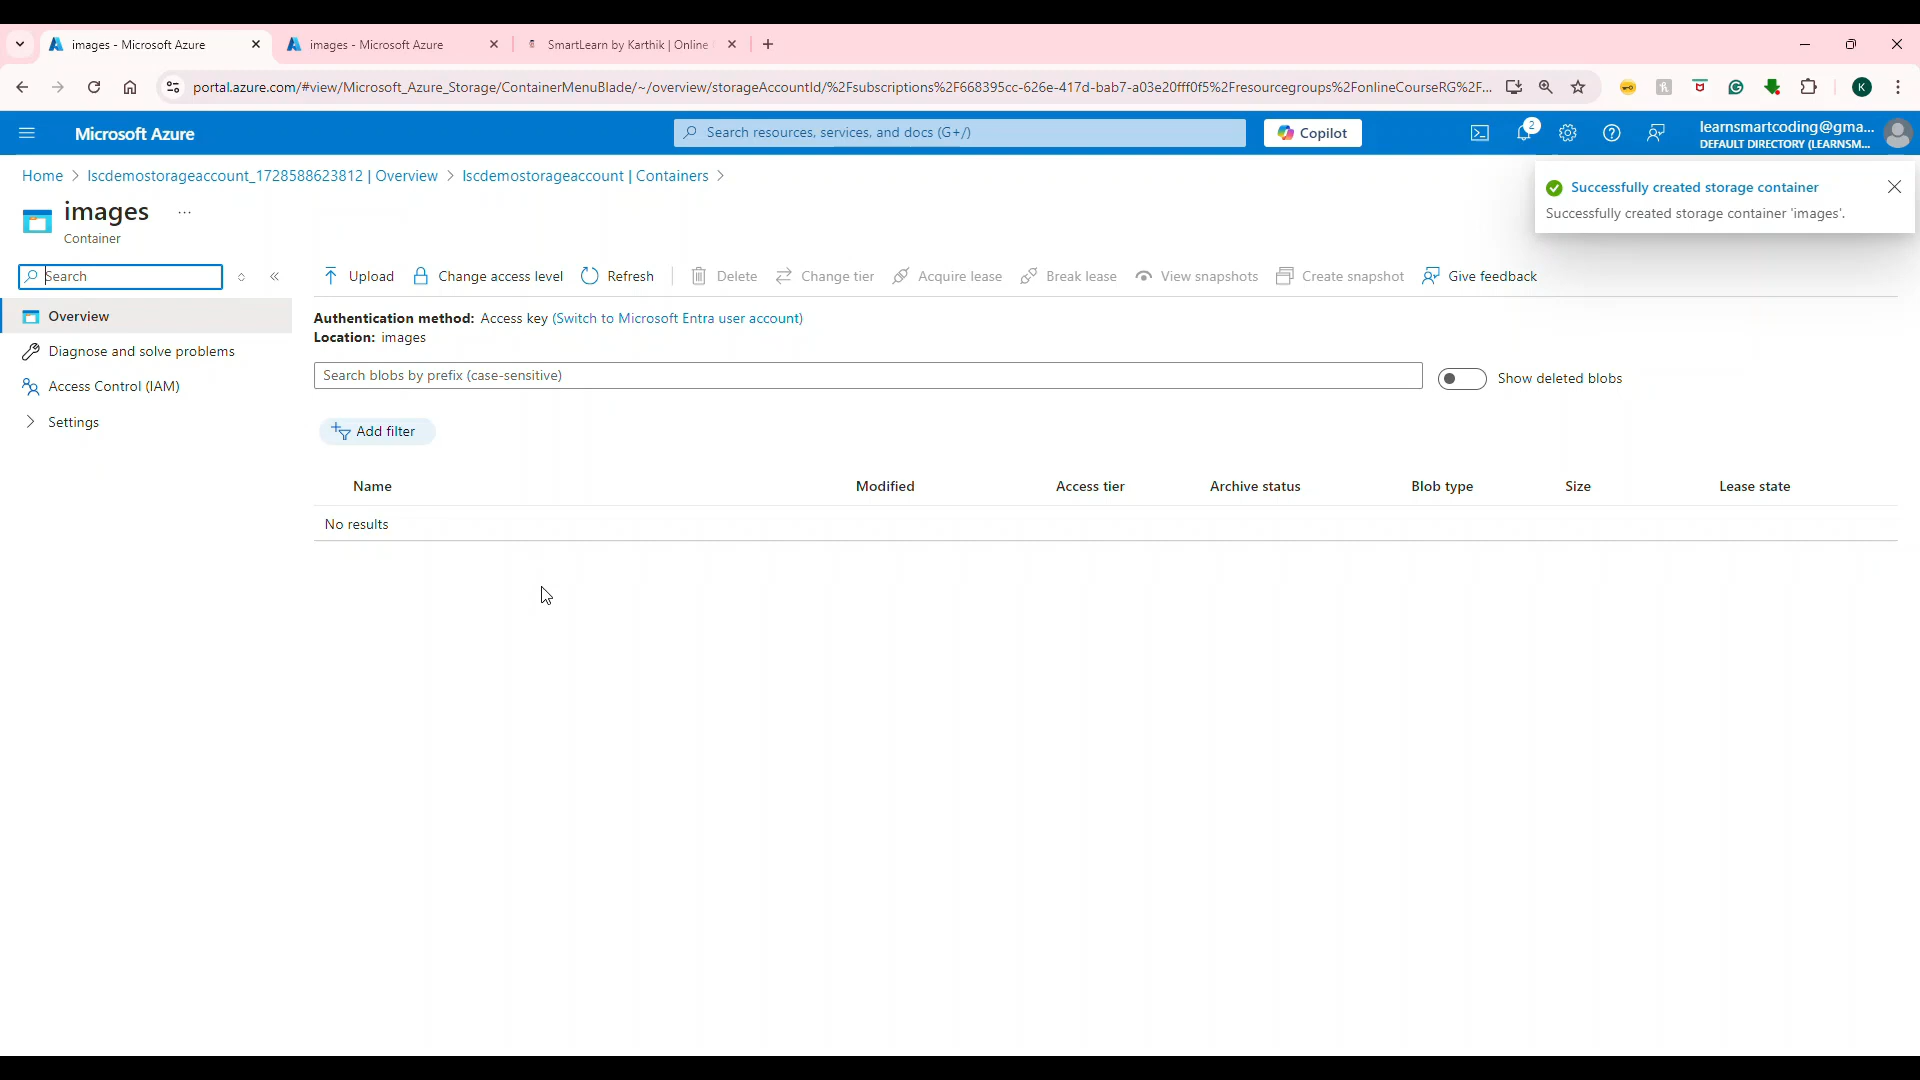 images - Microsoft Azure
images - Microsoft Azure
SmartLearn by Karthik | Online
portal.azure.com/#view/Microsoft_Azure_Storage/ContainerMenuBlade/~/overview/storageAccountId/%2Fsubscriptions%2F668395cc-626e-417d-bab7-a03e20fff0f5%2Fresourcegroups%2FonlineCourseRG%2F...
K
Microsoft Azure
Search resources, services, and docs (G+/)
Copilot
2
learnsmartcoding@gma...
DEFAULT DIRECTORY (LEARNSM...
Home > lscdemostorageaccount_1728588623812 | Overview > lscdemostorageaccount | Containers >
Successfully created storage container
Successfully created storage container 'images'.
images ...
Container
Search
Upload Change access level Refresh Delete Change tier Acquire lease Break lease View snapshots Create snapshot Give feedback
Overview
Diagnose and solve problems
Access Control (IAM)
Settings
Authentication method: Access key (Switch to Microsoft Entra user account)
Location: images
Search blobs by prefix (case-sensitive)
Show deleted blobs
Add filter
Name Modified Access tier Archive status Blob type Size Lease state
No results